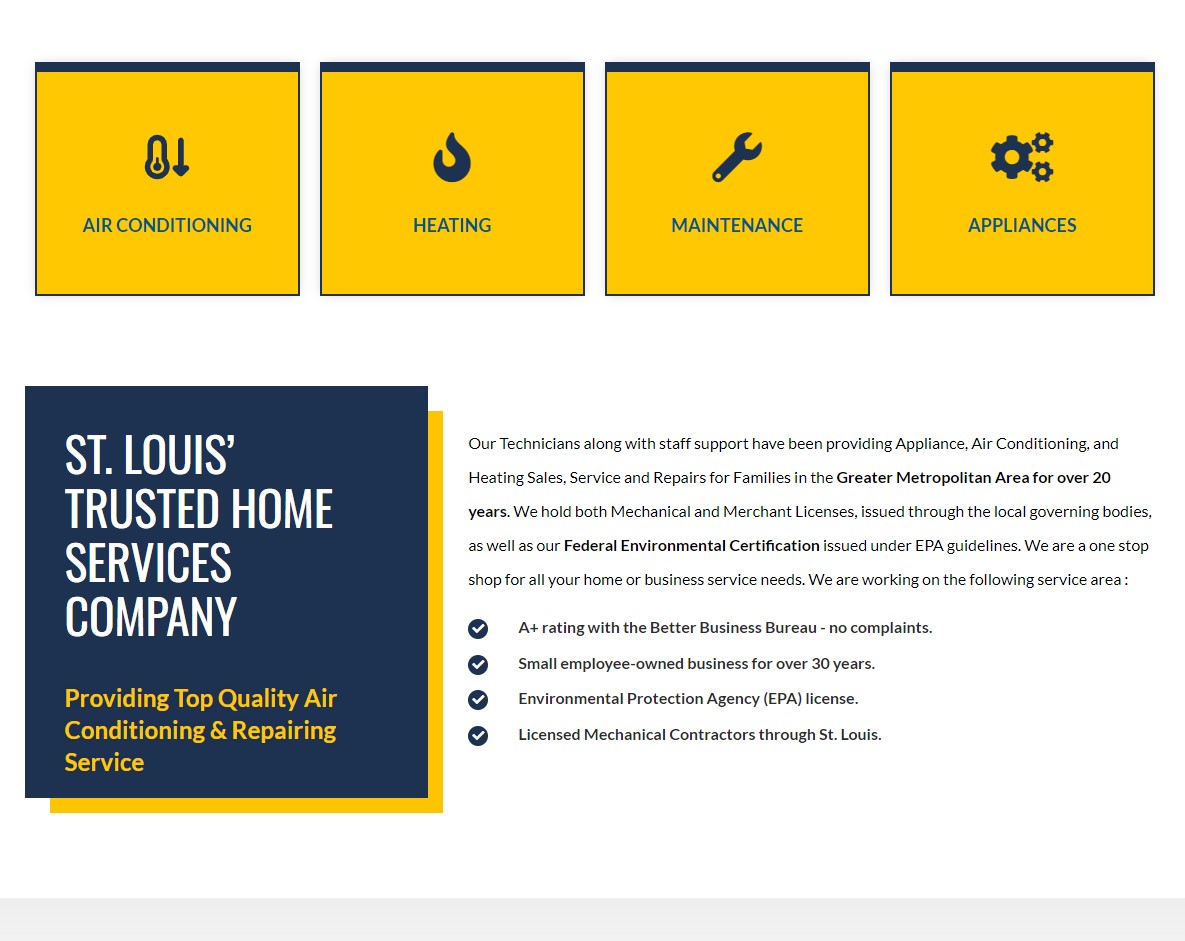 AIR CONDITIONING
HEATING
MAINTENANCE
APPLIANCES
ST. LOUIS’
TRUSTED HOME
SERVICES
COMPANY
Providing Top Quality Air
Conditioning & Repairing
Service
Our Technicians along with staff support have been providing Appliance, Air Conditioning, and
Heating Sales, Service and Repairs for Families in the Greater Metropolitan Area for over 20
years. We hold both Mechanical and Merchant Licenses, issued through the local governing bodies,
as well as our Federal Environmental Certification issued under EPA guidelines. We are a one stop
shop for all your home or business service needs. We are working on the following service area :
A+ rating with the Better Business Bureau - no complaints.
Small employee-owned business for over 30 years.
Environmental Protection Agency (EPA) license.
Licensed Mechanical Contractors through St. Louis.